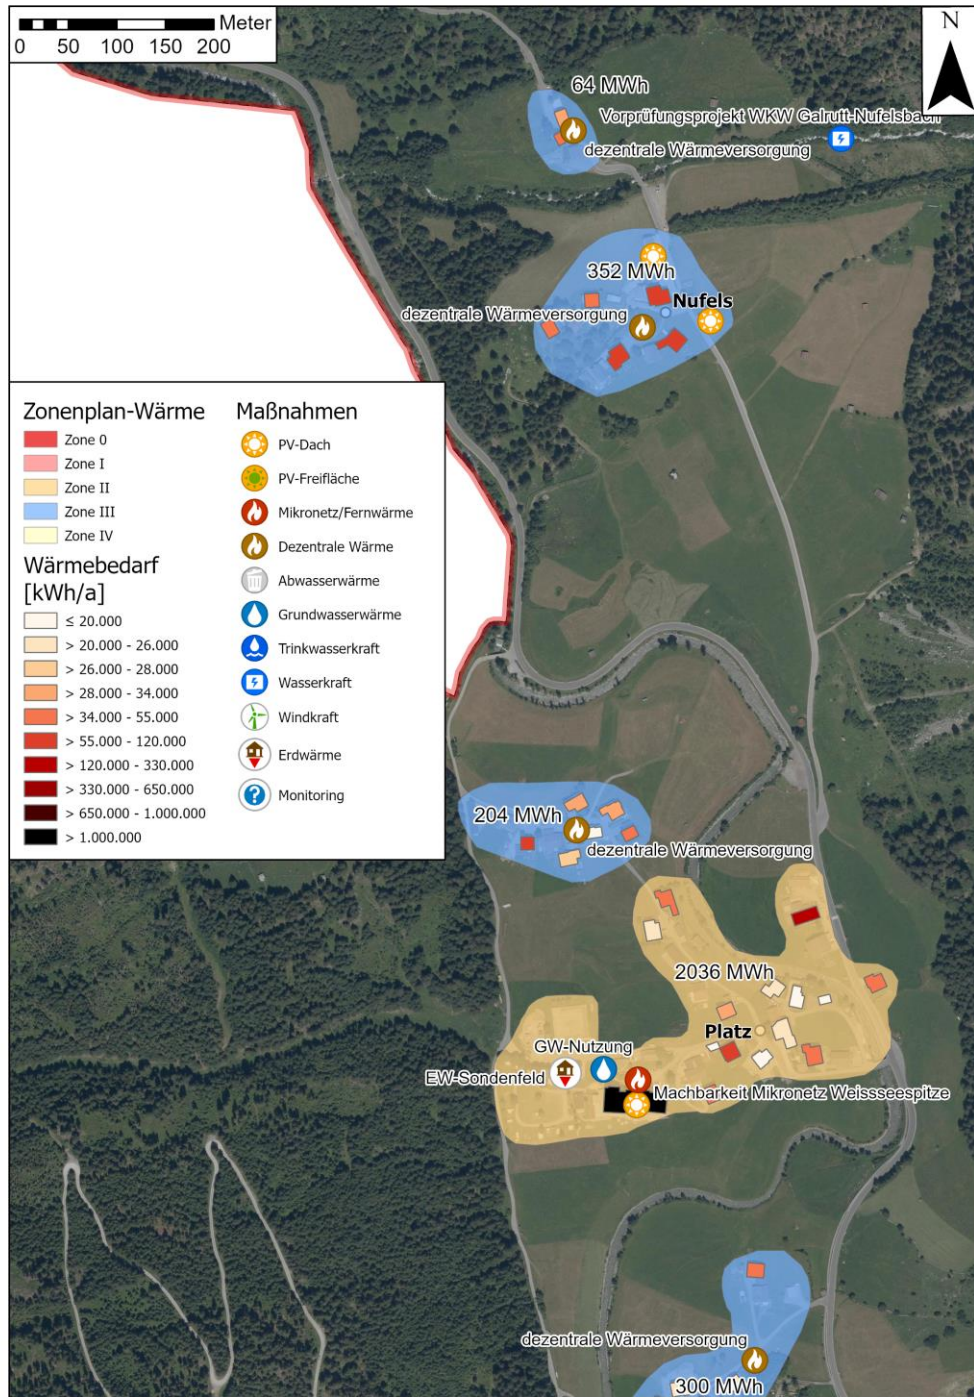 Meter
0 50 100 150 200
N
64 MWh
Vorprüfungsprojekt WKW Galrutt-Nufelsbach
dezentrale Wärmeversorgung
352 MWh
Nufels
dezentrale Wärmeversorgung
Zonenplan-Wärme
Zone 0
Zone I
Zone II
Zone III
Zone IV
Wärmebedarf
[kWh/a]
≤ 20.000
> 20.000 - 26.000
> 26.000 - 28.000
> 28.000 - 34.000
> 34.000 - 55.000
> 55.000 - 120.000
> 120.000 - 330.000
> 330.000 - 650.000
> 650.000 - 1.000.000
> 1.000.000
Maßnahmen
PV-Dach
PV-Freifläche
Mikronetz/Fernwärme
Dezentrale Wärme
Abwasserwärme
Grundwasserwärme
Trinkwasserkraft
Wasserkraft
Windkraft
Erdwärme
Monitoring
204 MWh
dezentrale Wärmeversorgung
2036 MWh
Platz
GW-Nutzung
EW-Sondenfeld
Machbarkeit Mikronetz Weissseespitze
dezentrale Wärmeversorgung
300 MWh